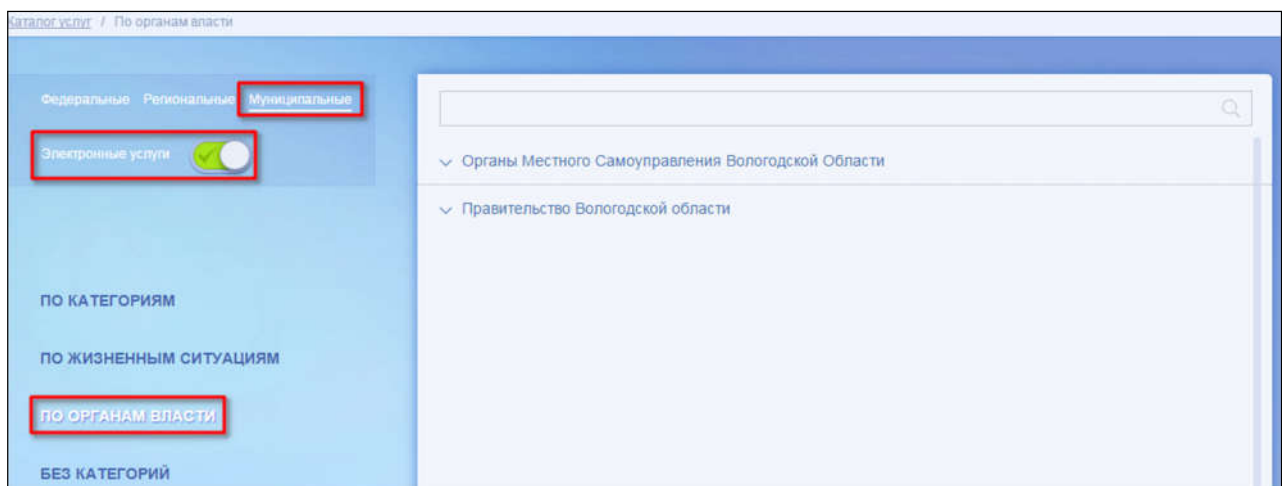 Каталог услуг / По органам власти
Федеральные Региональные Муниципальные
Электронные услуги
Органы Местного Самоуправления Вологодской Области
Правительство Вологодской области
ПО КАТЕГОРИЯМ
ПО ЖИЗНЕННЫМ СИТУАЦИЯМ
ПО ОРГАНАМ ВЛАСТИ
БЕЗ КАТЕГОРИЙ